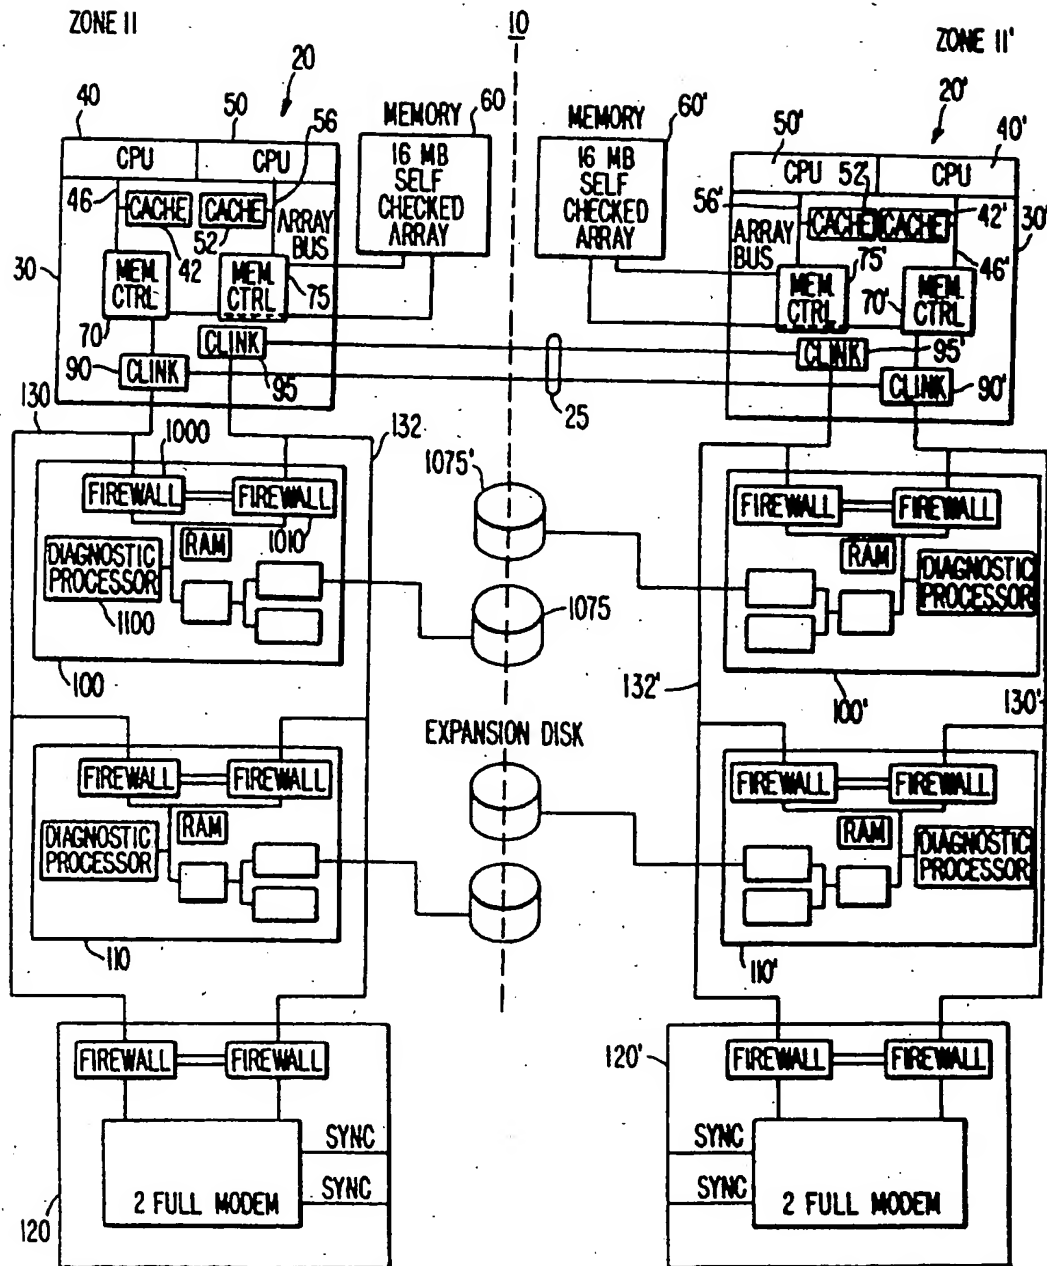 ZONE 11
10
ZONE 11'
20
20'
40
50
56
MEMORY
60
MEMORY
60'
50'
40'
CPU
CPU
16 MB
SELF
CHECKED
ARRAY
16 MB
SELF
CHECKED
ARRAY
CPU
52'
CPU
46
CACHE
CACHE
56'
CACHE
CACHE
42'
30'
52
ARRAY
BUS
ARRAY
BUS
30
42
46'
MEM.
CTRL
MEM.
CTRL
75
MEM.
CTRL
75'
70'
MEM.
CTRL
70
CLINK
CLINK
95'
90
CLINK
95
CLINK
90'
25
130
1000
132
1075'
FIREWALL
FIREWALL
FIREWALL
FIREWALL
RAM
1010
RAM
DIAGNOSTIC
PROCESSOR
DIAGNOSTIC
PROCESSOR
1100
1075
100
132'
100'
130'
EXPANSION DISK
FIREWALL
FIREWALL
FIREWALL
FIREWALL
RAM
RAM
DIAGNOSTIC
PROCESSOR
DIAGNOSTIC
PROCESSOR
110
110'
FIREWALL
FIREWALL
120'
FIREWALL
FIREWALL
SYNC
SYNC
SYNC
SYNC
2 FULL MODEM
2 FULL MODEM
120